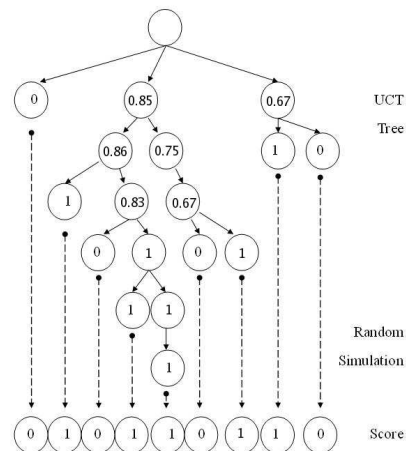 0 0.85 0.67 UCT
Tree
0.86 0.75 1 0
1 0.83 0.67
0 1 0 1
1 1
Random
1 Simulation
0 1 0 1 1 0 1 1 0 Score